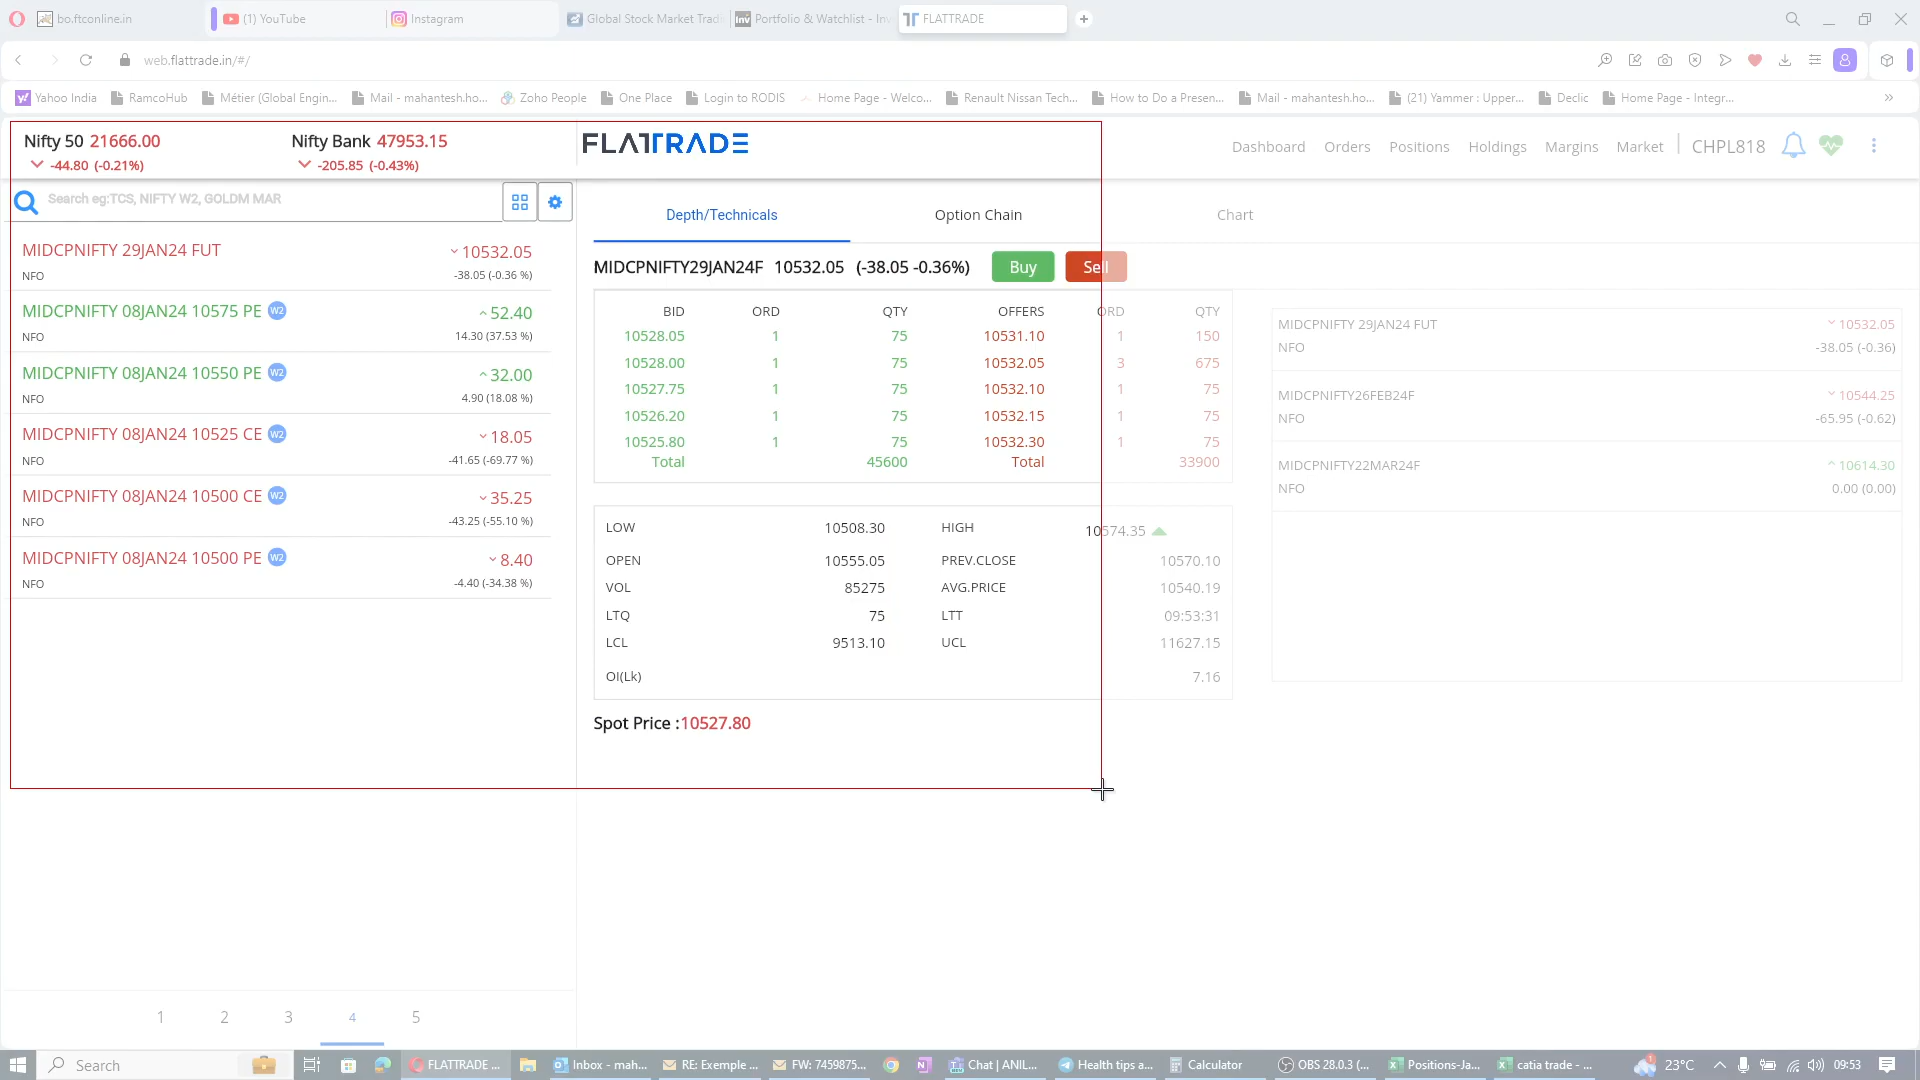 bo.ftconline.in
(1) YouTube
Instagram
Global Stock Market Tradi
Portfolio & Watchlist - Inv
FLATTRADE
web.flattrade.in/#/
Yahoo India
RamcoHub
Métier (Global Engin...
Mail - mahantesh.ho...
Zoho People
One Place
Login to RODIS
Home Page - Welco...
Renault Nissan Tech...
How to Do a Presen...
Mail - mahantesh.ho...
(21) Yammer : Upper...
Declic
Home Page - Integr...
Nifty 50 21666.00
-44.80 (-0.21%)
Nifty Bank 47953.15
-205.85 (-0.43%)
FLATTRADE
Dashboard Orders Positions Holdings Margins Market CHPL818
Search eg:TCS, NIFTY W2, GOLDM MAR
MIDCPNIFTY 29JAN24 FUT 10532.05
NFO -38.05 (-0.36 %)
MIDCPNIFTY 08JAN24 10575 PE W2 52.40
NFO 14.30 (37.53 %)
MIDCPNIFTY 08JAN24 10550 PE W2 32.00
NFO 4.90 (18.08 %)
MIDCPNIFTY 08JAN24 10525 CE W2 18.05
NFO -41.65 (-69.77 %)
MIDCPNIFTY 08JAN24 10500 CE W2 35.25
NFO -43.25 (-55.10 %)
MIDCPNIFTY 08JAN24 10500 PE W2 8.40
NFO -4.40 (-34.38 %)
1 2 3 4 5
Depth/Technicals Option Chain Chart
MIDCPNIFTY29JAN24F 10532.05 (-38.05 -0.36%) Buy Sell
BID ORD QTY OFFERS ORD QTY
10528.05 1 75 10531.10 1 150
10528.00 1 75 10532.05 3 675
10527.75 1 75 10532.10 1 75
10526.20 1 75 10532.15 1 75
10525.80 1 75 10532.30 1 75
Total 45600 Total 33900
LOW 10508.30 HIGH 10574.35
OPEN 10555.05 PREV.CLOSE 10570.10
VOL 85275 AVG.PRICE 10540.19
LTQ 75 LTT 09:53:31
LCL 9513.10 UCL 11627.15
OI(Lk) 7.16
Spot Price :10527.80
MIDCPNIFTY 29JAN24 FUT 10532.05
NFO -38.05 (-0.36)
MIDCPNIFTY26FEB24F 10544.25
NFO -65.95 (-0.62)
MIDCPNIFTY22MAR24F 10614.30
NFO 0.00 (0.00)
Search
FLATTRADE ...
Inbox - mah...
RE: Exemple ...
FW: 7459875...
Chat | ANIL...
Health tips a...
Calculator
OBS 28.0.3 (...
Positions-Ja...
catia trade - ...
1
23°C
09:53